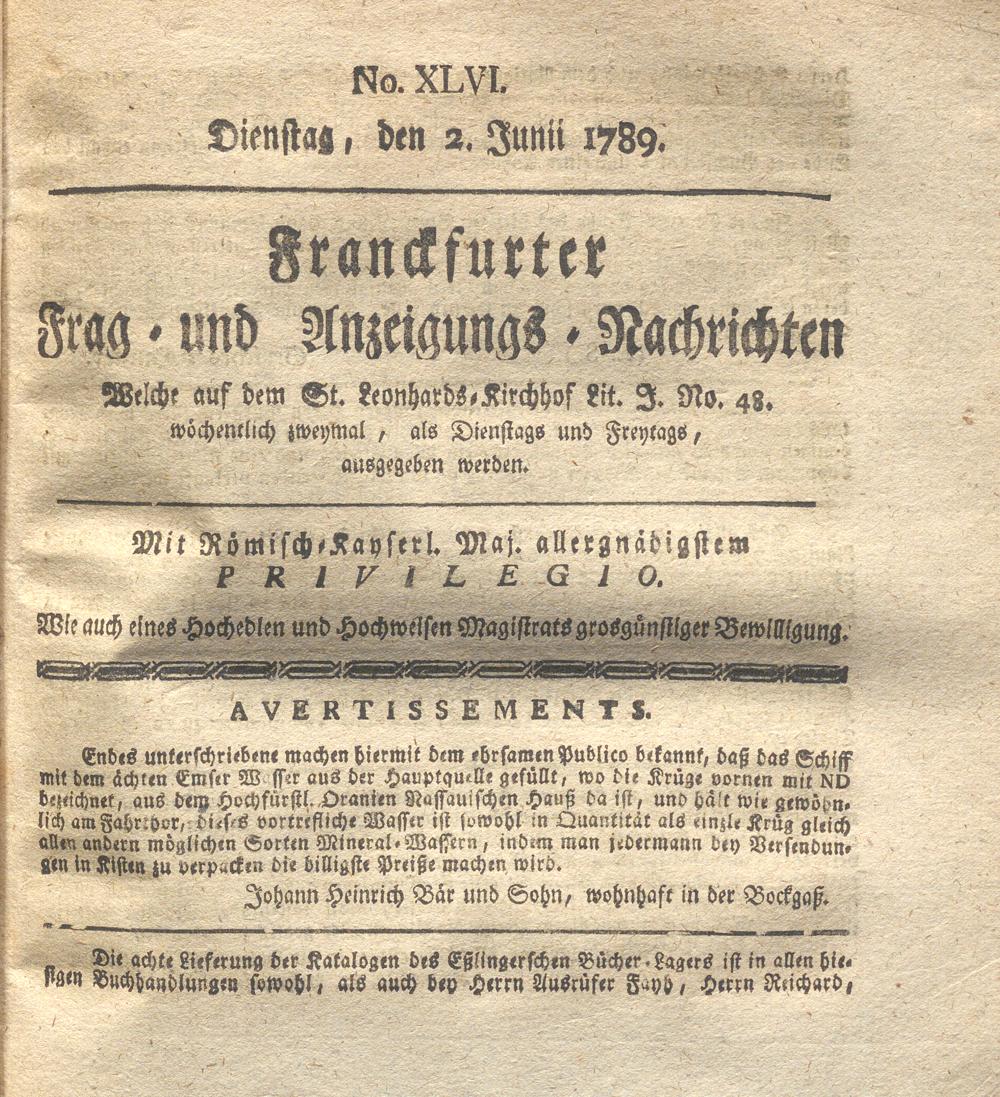 No. XLVI.
Dienstag, den 2. Junii 1789.
Franckfurter
Frag- und Anzeigungs-Nachrichten
Welche auf dem St. Leonhards-Kirchhof Lit. J. No. 48.
wöchentlich zweymal, als Dienstags und Freytags,
ausgegeben werden.
Mit Römisch-Kayserl. Maj. allergnädigstem
PRIVILEGIO.
Wie auch eines Hochedlen und Hochweisen Magistrats grosgünstiger Bewilligung.
AVERTISSEMENTS.
Endes unterschriebene machen hiermit dem ehrsamen Publico bekannt, daß das Schiff
mit dem ächten Emser Wasser aus der Hauptquelle gefüllt, wo die Krüge vornen mit ND
bezeichnet, aus dem Hochfürstl. Oranien Nassauischen Hauß da ist, und hält wie gewöhn-
lich am Fahrthor, dieses vortrefliche Wasser ist sowohl in Quantität als einzle Krüg gleich
allen andern möglichen Sorten Mineral-Wassern, indem man jedermann bey Versendun-
gen in Kisten zu verpacken die billigste Preiße machen wird.
Johann Heinrich Bär und Sohn, wohnhaft in der Bockgaß.
Die achte Lieferung der Katalogen des Eßlingerschen Bücher-Lagers ist in allen hie-
sigen Buchhandlungen sowohl, als auch bey Herrn Ausrüfer Fayh, Herrn Reichard,